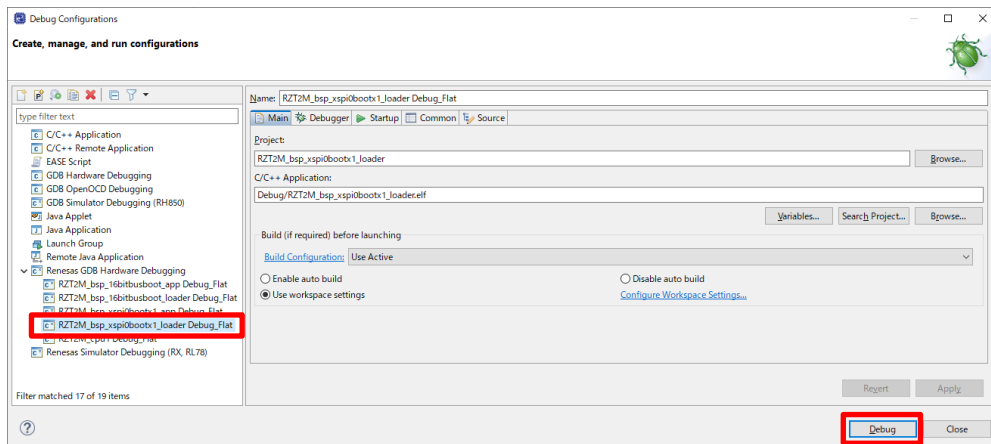 Debug Configurations
Create, manage, and run configurations
type filter text
C/C++ Application
C/C++ Remote Application
EASE Script
GDB Hardware Debugging
GDB OpenOCD Debugging
GDB Simulator Debugging (RH850)
Java Applet
Java Application
Launch Group
Remote Java Application
Renesas GDB Hardware Debugging
RZT2M_bsp_16bitbusboot_app Debug_Flat
RZT2M_bsp_16bitbusboot_loader Debug_Flat
RZT2M_bsp_xspi0bootx1_app Debug_Flat
RZT2M_bsp_xspi0bootx1_loader Debug_Flat
RZT2M_cpu1 Debug_Flat
Renesas Simulator Debugging (RX, RL78)
Filter matched 17 of 19 items
Name: RZT2M_bsp_xspi0bootx1_loader Debug_Flat
Main Debugger Startup Common Source
Project:
RZT2M_bsp_xspi0bootx1_loader Browse...
C/C++ Application:
Debug/RZT2M_bsp_xspi0bootx1_loader.elf
Variables... Search Project... Browse...
Build (if required) before launching
Build Configuration: Use Active
Enable auto build Disable auto build
Use workspace settings Configure Workspace Settings...
Revert Apply
Debug Close